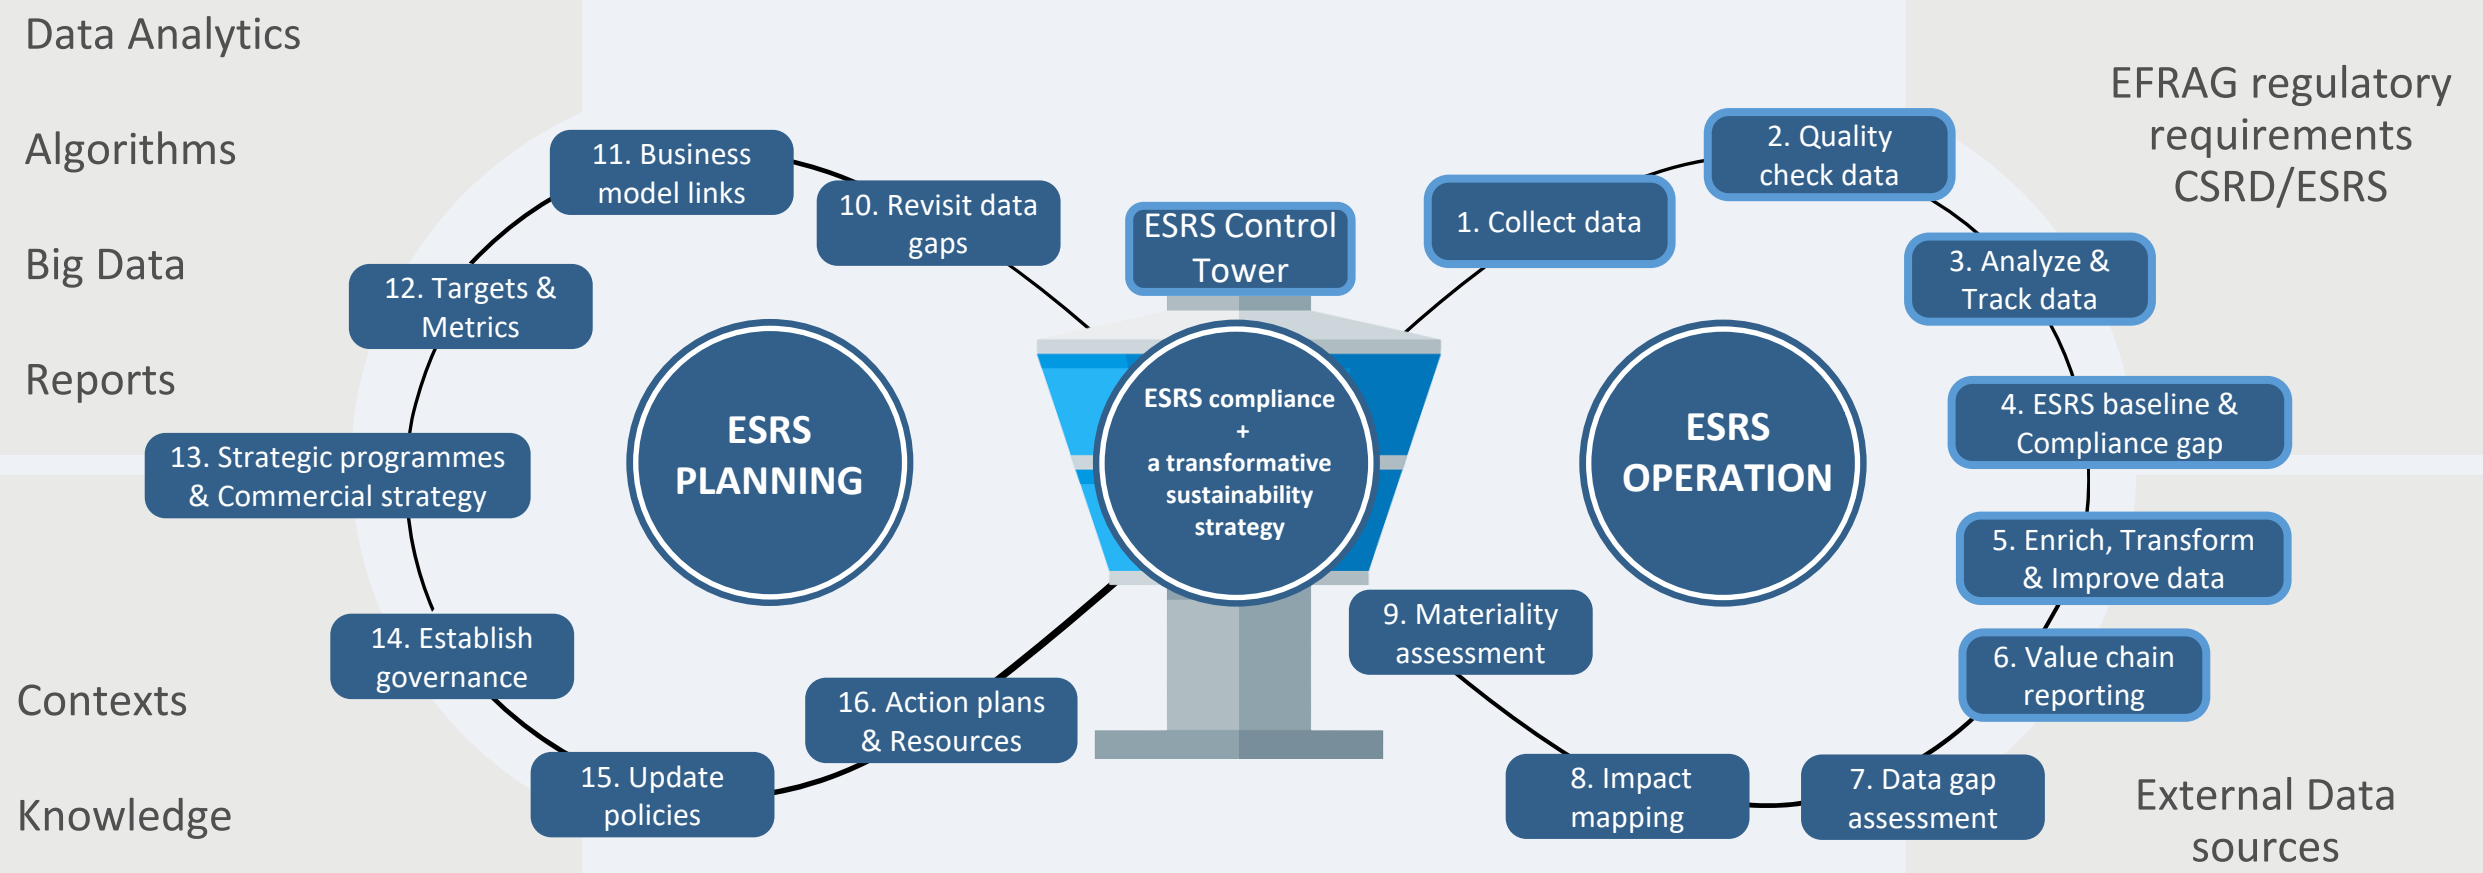 Data Analytics
Algorithms
Big Data
Reports
Contexts
Knowledge
EFRAG regulatory
requirements
CSRD/ESRS
External Data
sources
ESRS Control
Tower
ESRS compliance
+
a transformative
sustainability
strategy
ESRS
PLANNING
ESRS
OPERATION
1. Collect data
2. Quality
check data
3. Analyze &
Track data
4. ESRS baseline &
Compliance gap
5. Enrich, Transform
& Improve data
6. Value chain
reporting
7. Data gap
assessment
8. Impact
mapping
9. Materiality
assessment
10. Revisit data
gaps
11. Business
model links
12. Targets &
Metrics
13. Strategic programmes
& Commercial strategy
14. Establish
governance
15. Update
policies
16. Action plans
& Resources